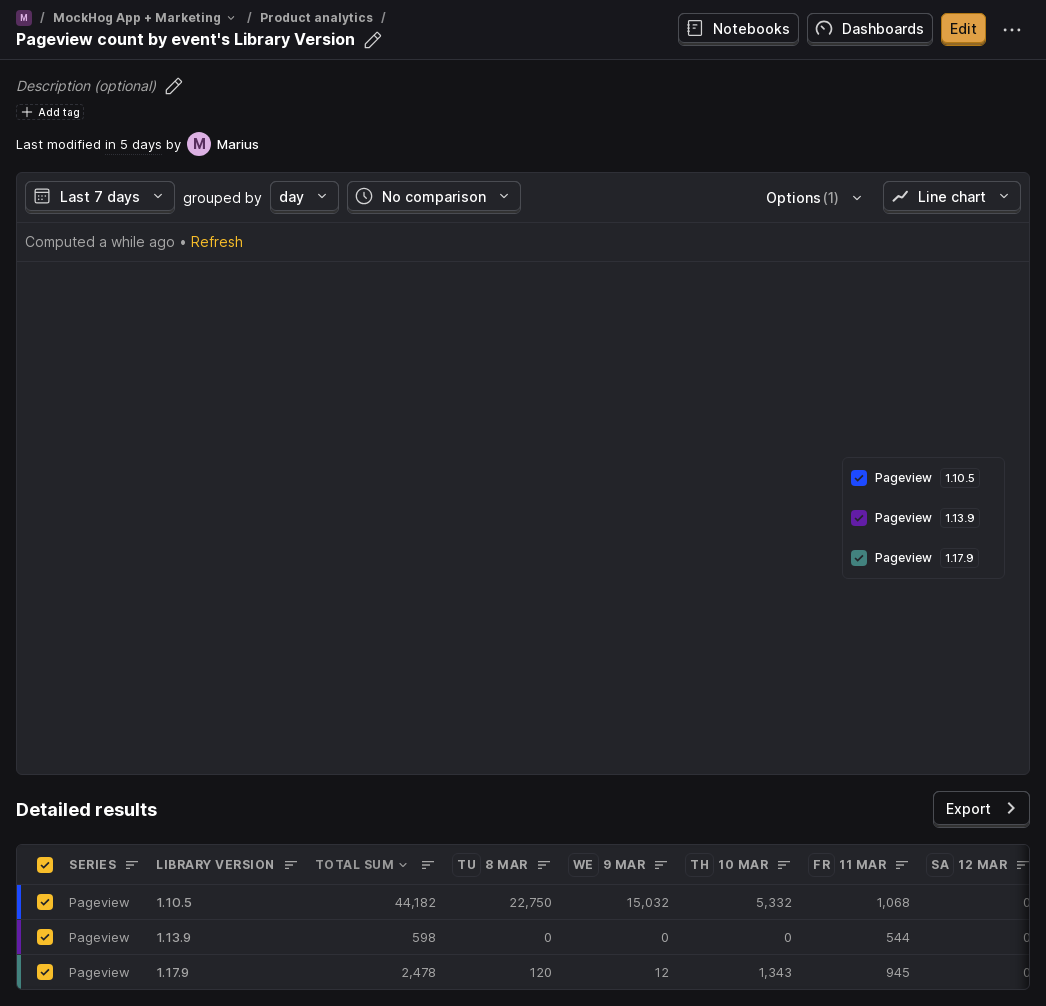 M / MockHog App + Marketing / Product analytics /
Pageview count by event's Library Version
Notebooks Dashboards Edit
Description (optional)
Add tag
Last modified in 5 days by M Marius
Last 7 days grouped by day No comparison Options (1) Line chart
Computed a while ago • Refresh
Pageview 1.10.5
Pageview 1.13.9
Pageview 1.17.9
Detailed results
Export
SERIES LIBRARY VERSION TOTAL SUM TU 8 MAR WE 9 MAR TH 10 MAR FR 11 MAR SA 12 MAR
Pageview 1.10.5 44,182 22,750 15,032 5,332 1,068 0
Pageview 1.13.9 598 0 0 0 544 0
Pageview 1.17.9 2,478 120 12 1,343 945 0